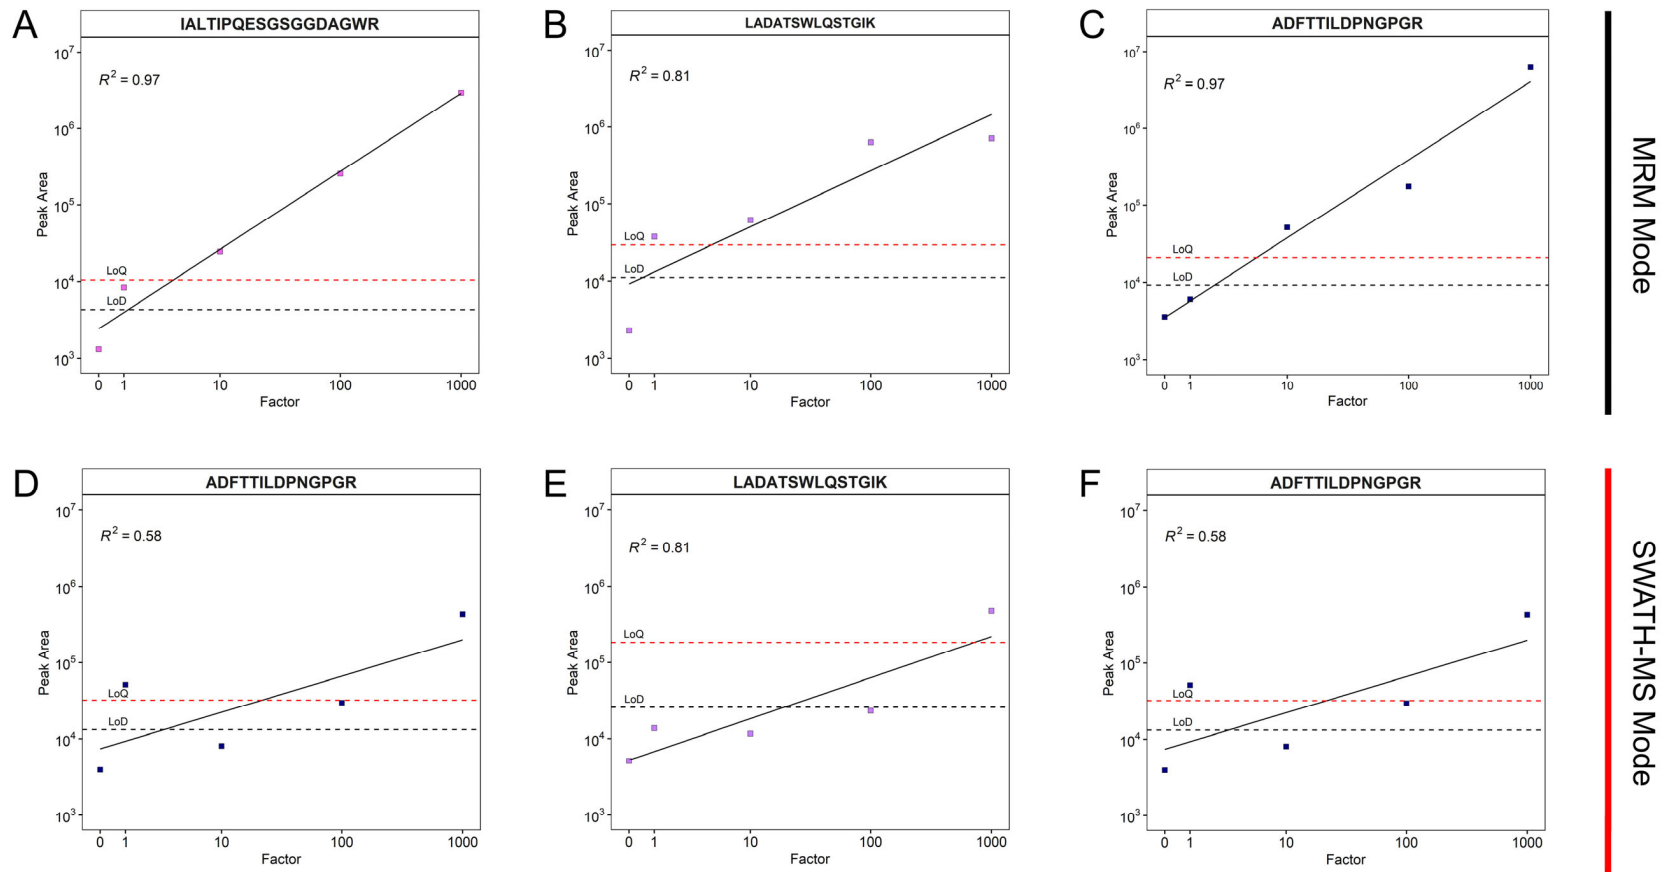 A
IALTIPQESGSGGDAGWR
R² = 0.97
10⁷
10⁶
10⁵
10⁴
10³
LoQ
LoD
Peak Area
0 1 10 100 1000
Factor
B
LADATSWLQSTGIK
R² = 0.81
10⁷
10⁶
10⁵
10⁴
10³
LoQ
LoD
Peak Area
0 1 10 100 1000
Factor
C
ADFTTILDPNGPGR
R² = 0.97
10⁷
10⁶
10⁵
10⁴
10³
LoQ
LoD
Peak Area
0 1 10 100 1000
Factor
MRM Mode
D
ADFTTILDPNGPGR
R² = 0.58
10⁷
10⁶
10⁵
10⁴
10³
LoQ
LoD
Peak Area
0 1 10 100 1000
Factor
E
LADATSWLQSTGIK
R² = 0.81
10⁷
10⁶
10⁵
10⁴
10³
LoQ
LoD
Peak Area
0 1 10 100 1000
Factor
F
ADFTTILDPNGPGR
R² = 0.58
10⁷
10⁶
10⁵
10⁴
10³
LoQ
LoD
Peak Area
0 1 10 100 1000
Factor
SWATH-MS Mode